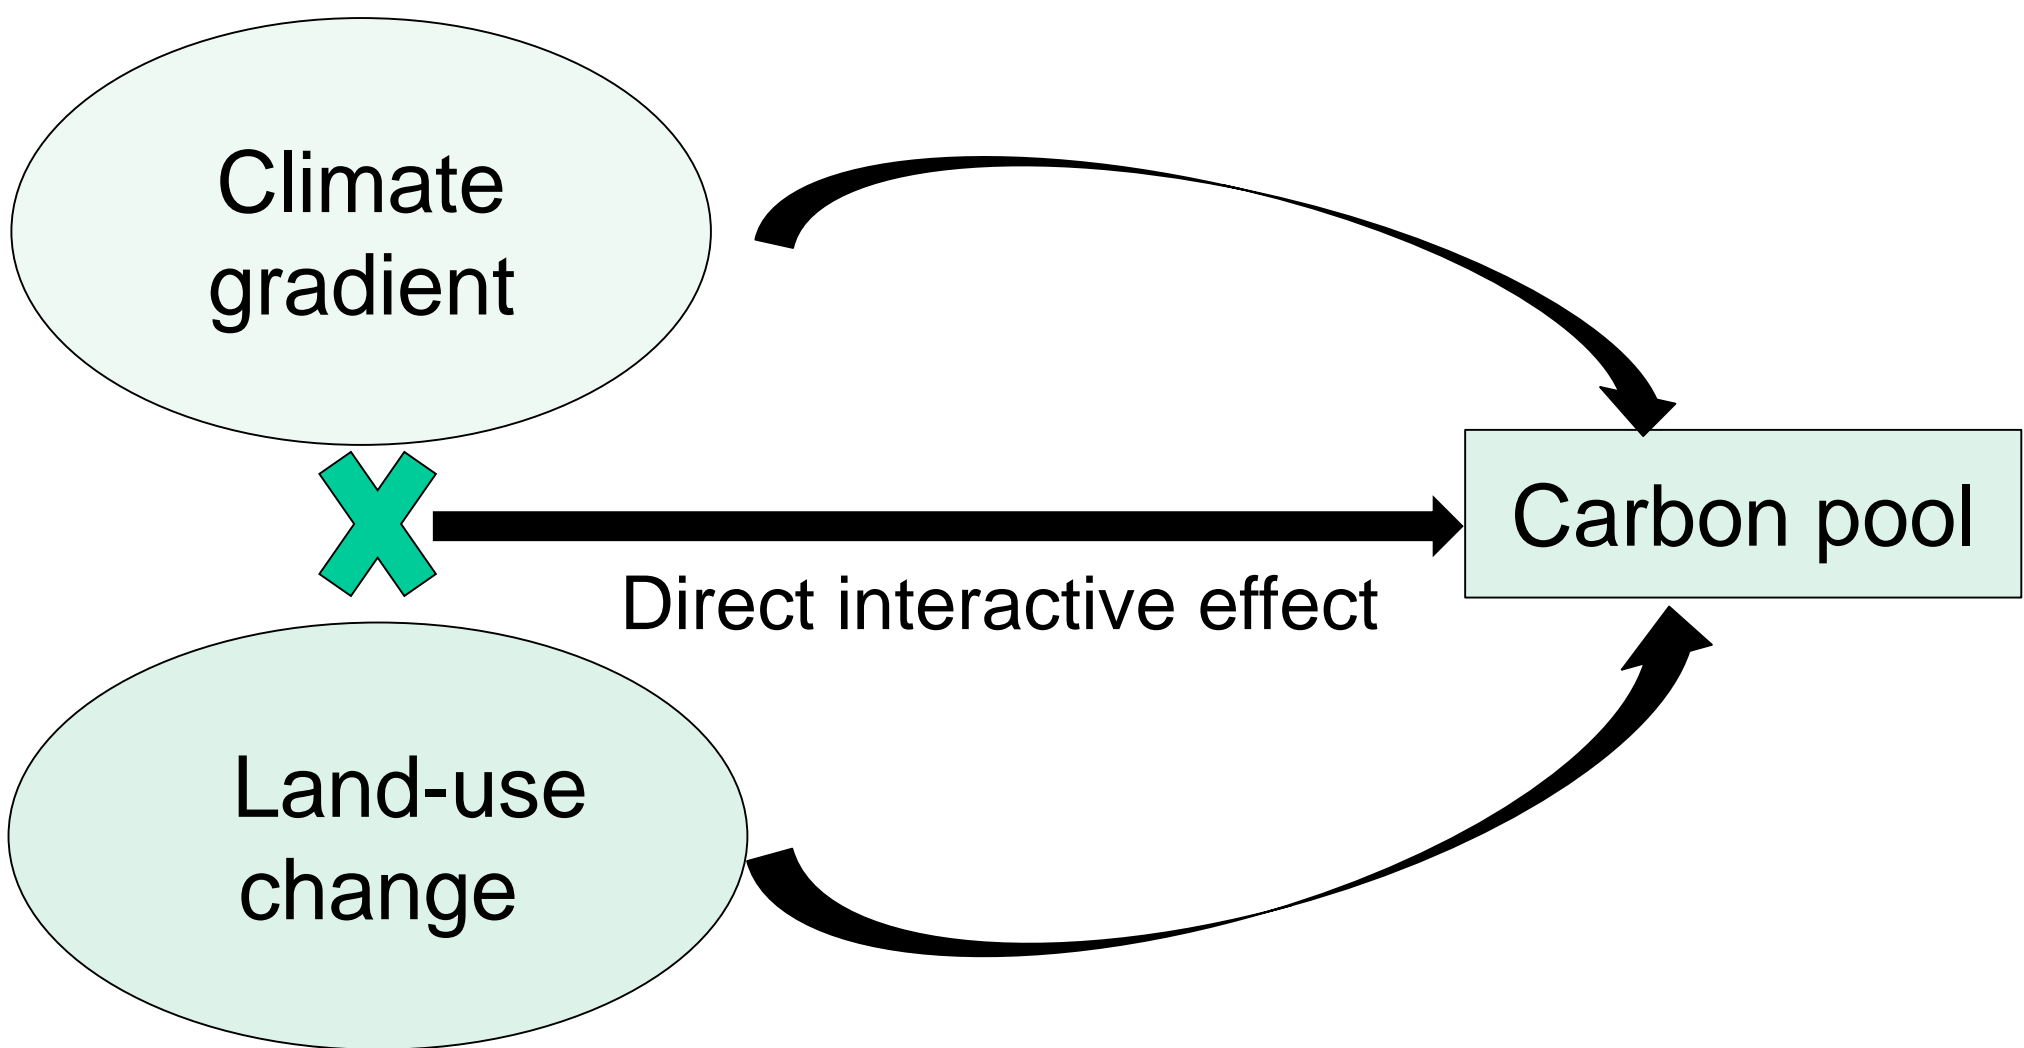 Climate
gradient
Carbon pool
Direct interactive effect
Land-use
change